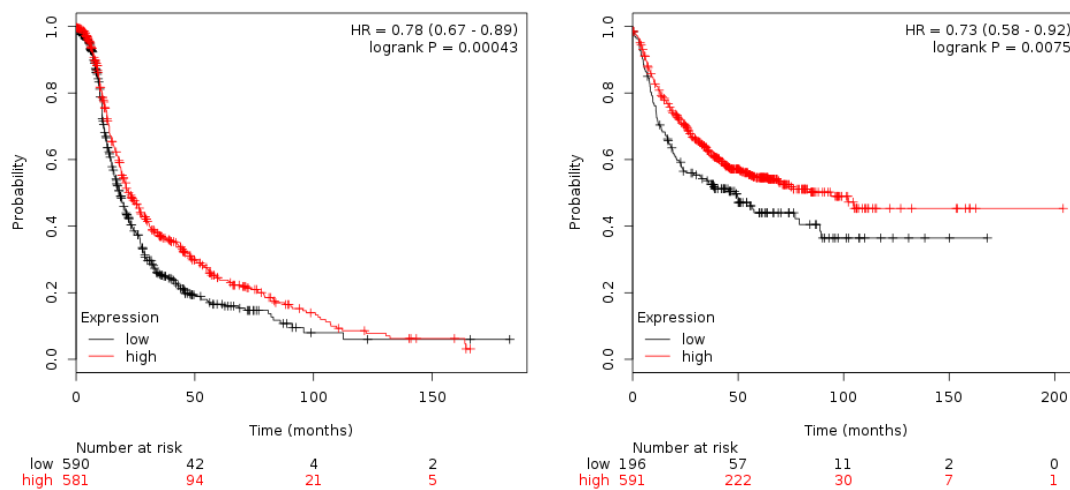 HR = 0.78 (0.67 - 0.89)
logrank P = 0.00043
1.0
0.8
0.6
0.4
0.2
0.0
Probability
Expression
low
high
0 50 100 150
Time (months)
Number at risk
low 590 42 4 2
high 581 94 21 5
HR = 0.73 (0.58 - 0.92)
logrank P = 0.0075
1.0
0.8
0.6
0.4
0.2
0.0
Probability
Expression
low
high
0 50 100 150 200
Time (months)
Number at risk
low 196 57 11 2 0
high 591 222 30 7 1